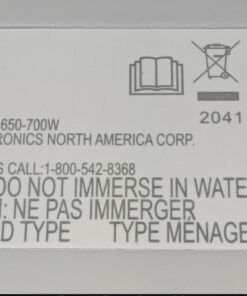 2041
650-700W
RONICS NORTH AMERICA CORP.
S CALL:1-800-542-8368
DO NOT IMMERSE IN WATE
: NE PAS IMMERGER
D TYPE TYPE MÉNAGE